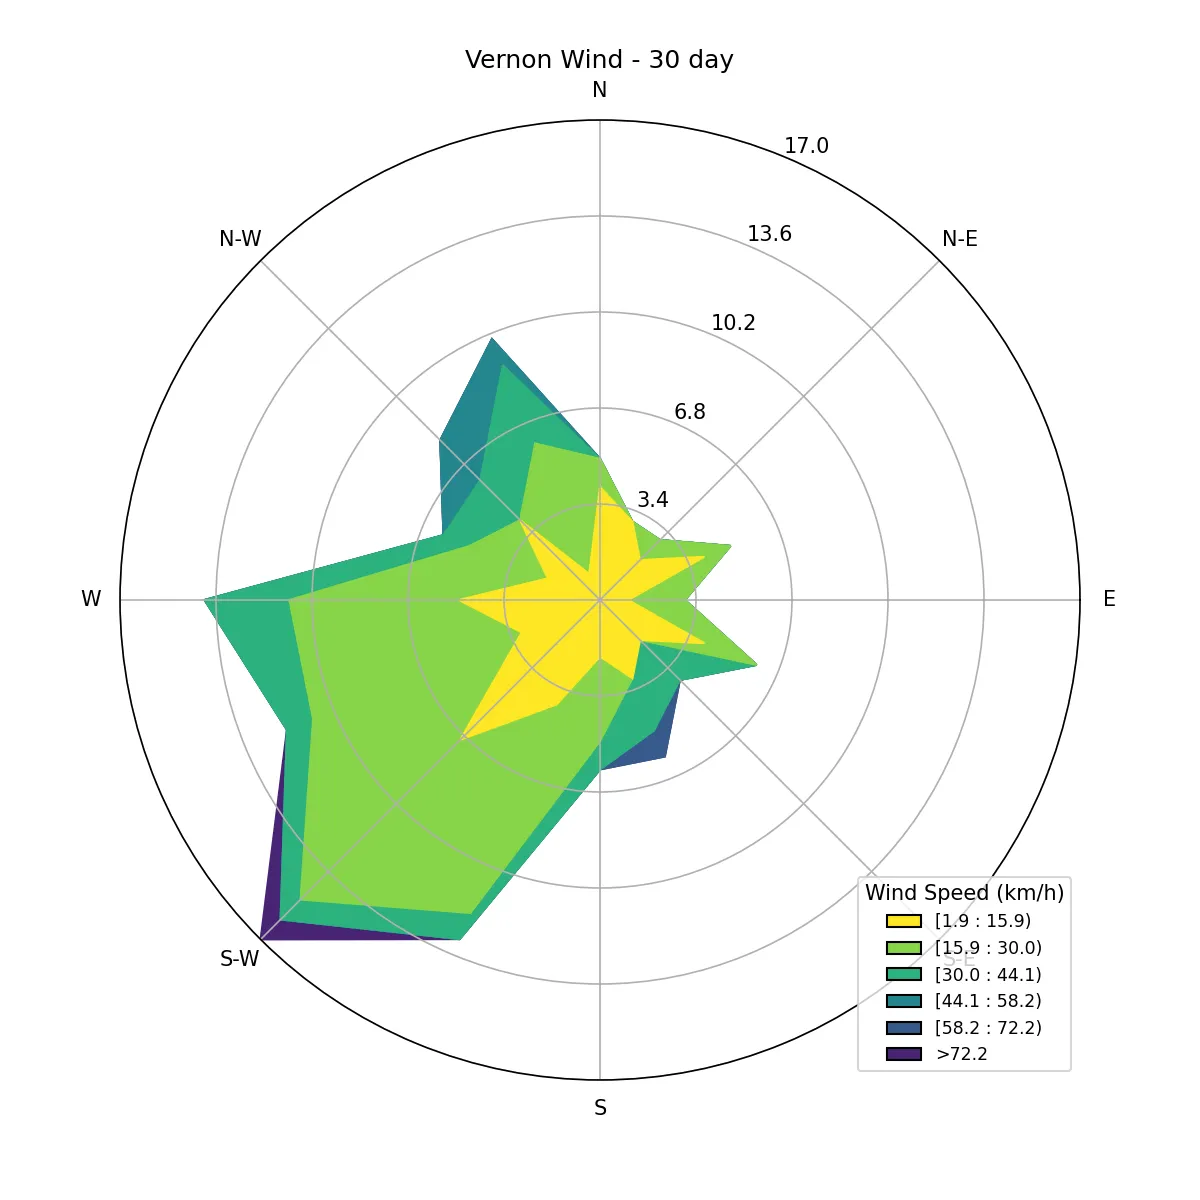 Vernon Wind - 30 day
N
17.0
13.6
N-W
N-E
10.2
6.8
3.4
W
E
Wind Speed (km/h)
[1.9 : 15.9)
[15.9 : 30.0)
S-W
S-E
[30.0 : 44.1)
[44.1 : 58.2)
[58.2 : 72.2)
>72.2
S